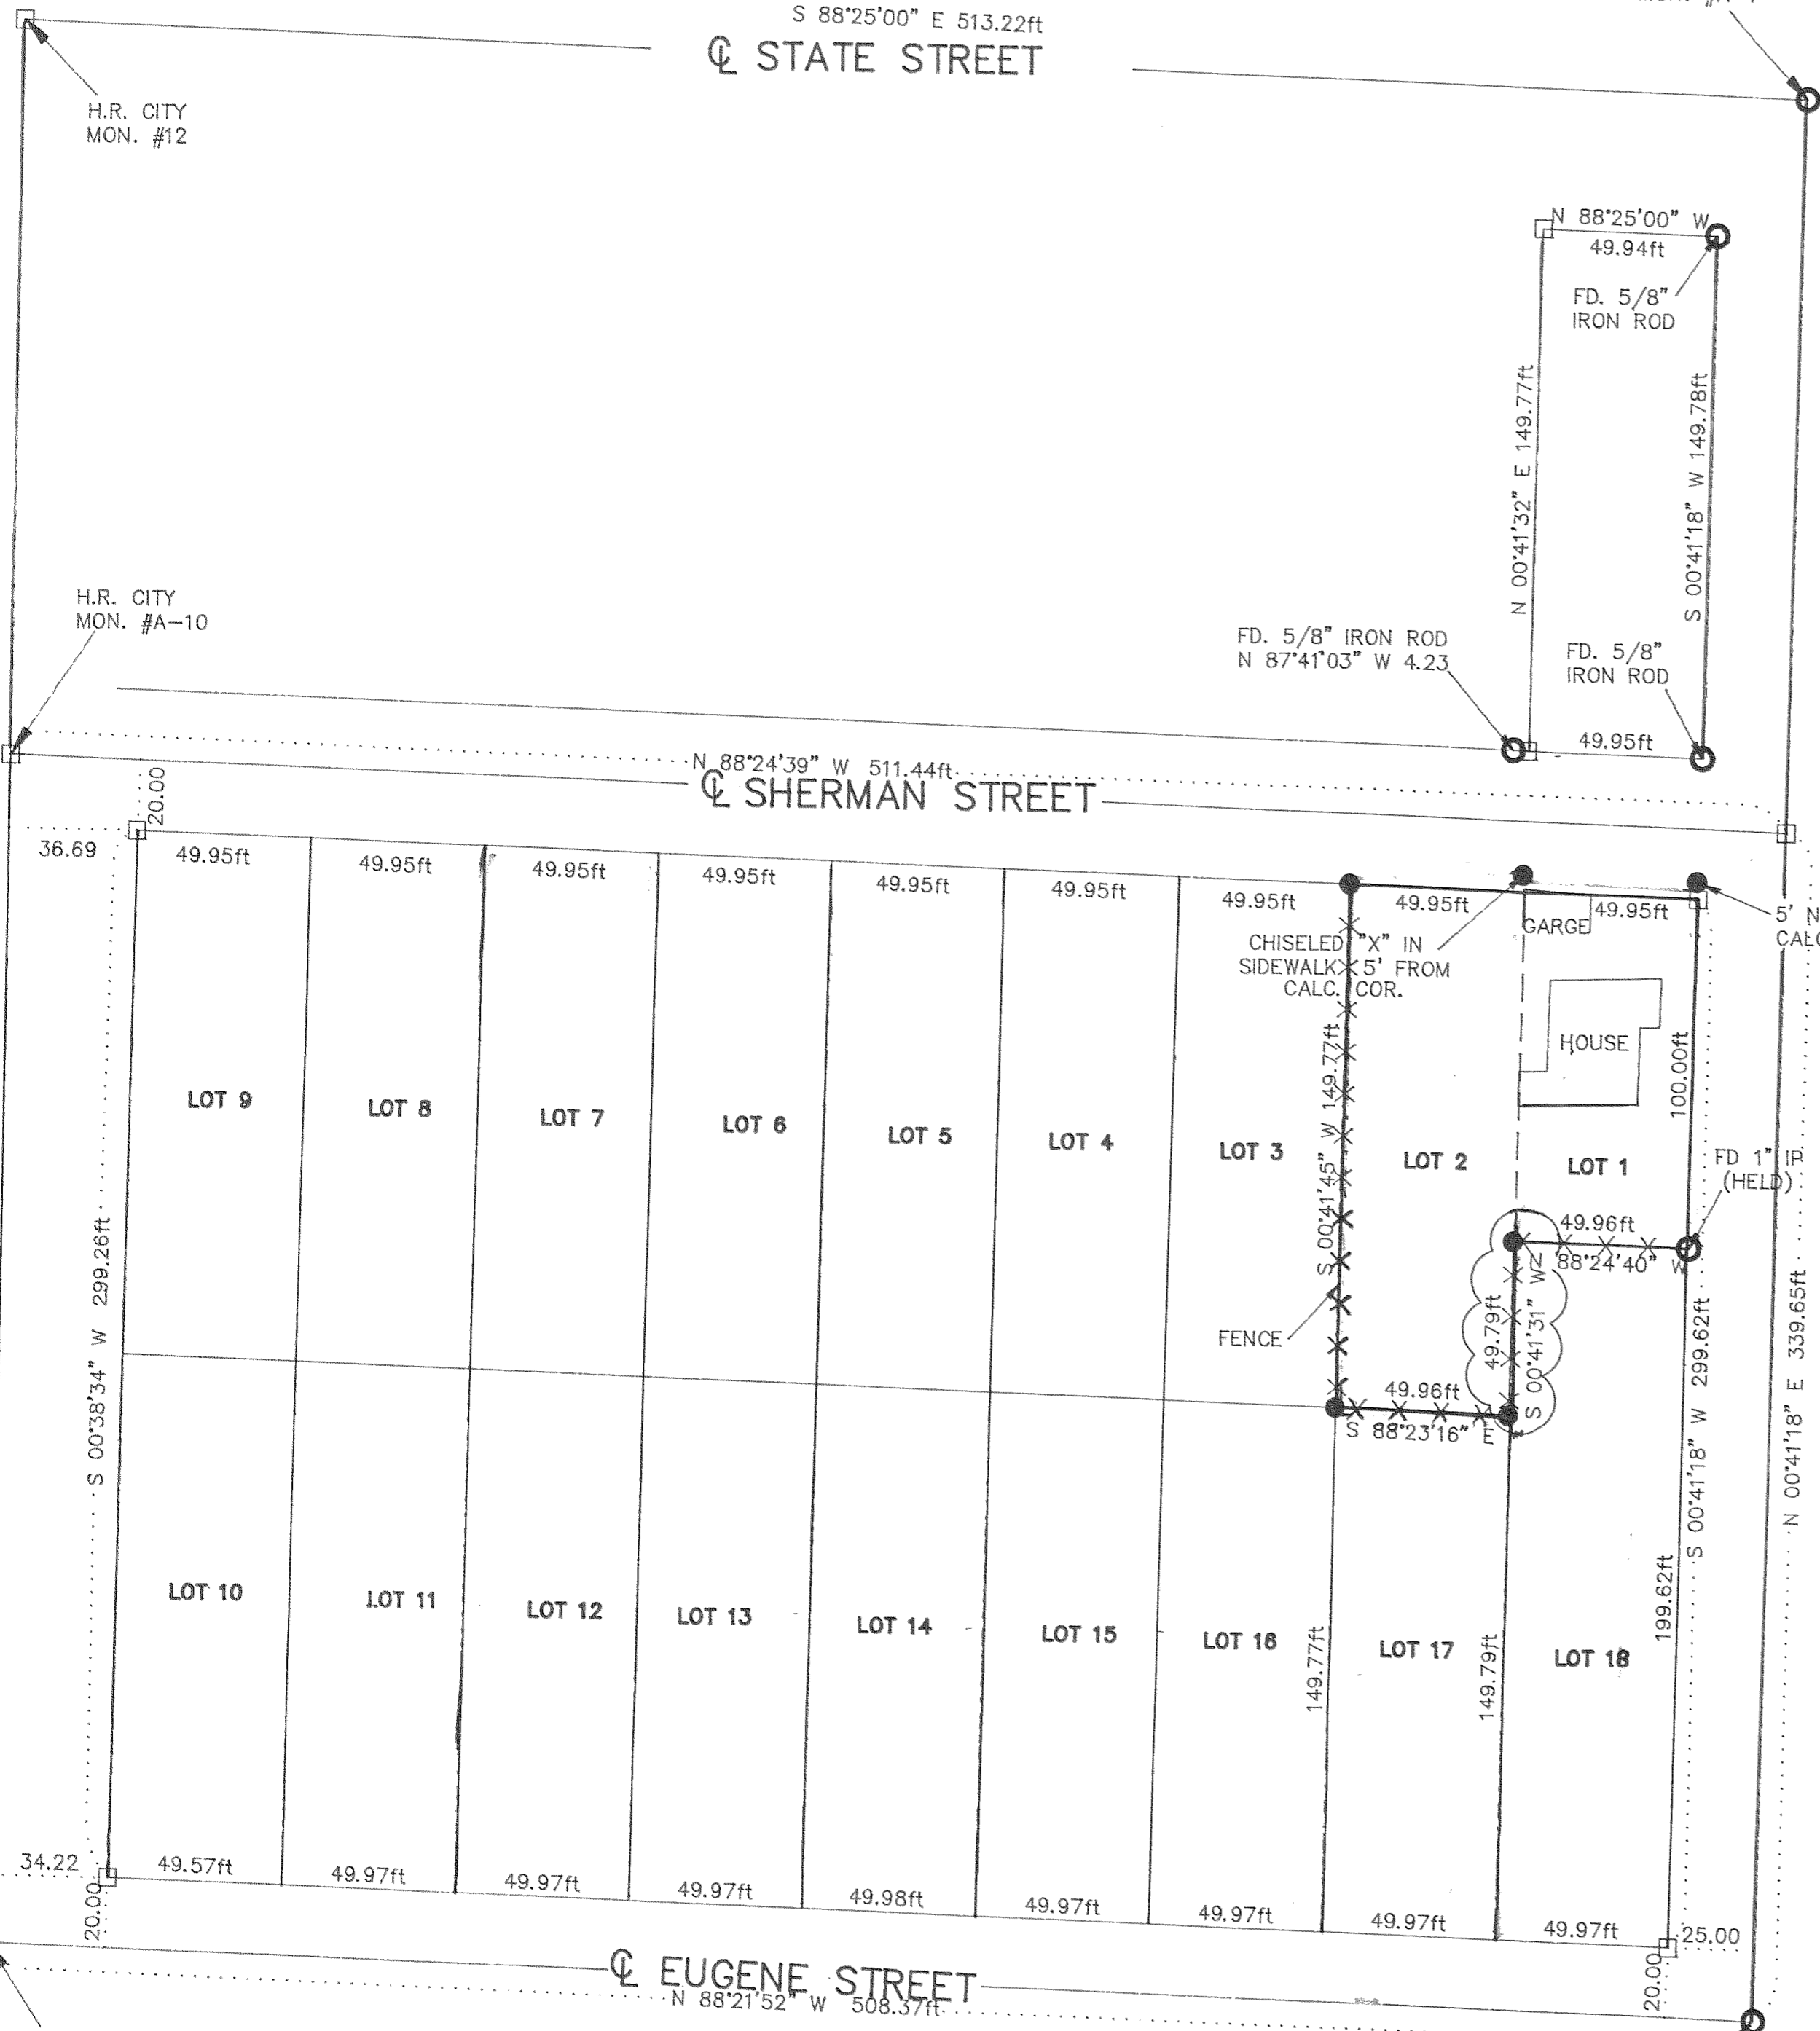 S 88°25'00" E 513.22ft
℄ STATE STREET
H.R. CITY
MON. #12
N 88°25'00" W
49.94ft
FD. 5/8"
IRON ROD
N 00°41'32" E 149.77ft
S 00°41'18" W 149.78ft
H.R. CITY
MON. #A-10
FD. 5/8" IRON ROD
N 87°41'03" W 4.23
FD. 5/8"
IRON ROD
49.95ft
N 88°24'39" W 511.44ft
℄ SHERMAN STREET
20.00
36.69
49.95ft
49.95ft
49.95ft
49.95ft
49.95ft
49.95ft
49.95ft
49.95ft
49.95ft
GARGE
5' N
CHISELED "X" IN
SIDEWALK 5' FROM
CALC. COR.
HOUSE
100.00ft
S 00°41'45" W 149.77ft
LOT 9
LOT 8
LOT 7
LOT 6
LOT 5
LOT 4
LOT 3
LOT 2
LOT 1
FD 1" IP
(HELD)
49.96ft
N 88°24'40" W
S 00°38'34" W 299.26ft
FENCE
49.79ft
S 00°41'31" W
49.96ft
S 88°23'16" E
S 00°41'18" W 299.62ft
N 00°41'18" E 339.65ft
LOT 10
LOT 11
LOT 12
LOT 13
LOT 14
LOT 15
LOT 16
149.77ft
LOT 17
149.79ft
LOT 18
199.62ft
34.22
20.00
49.57ft
49.97ft
49.97ft
49.97ft
49.98ft
49.97ft
49.97ft
49.97ft
49.97ft
25.00
20.00
℄ EUGENE STREET
N 88°21'52" W 508.37ft